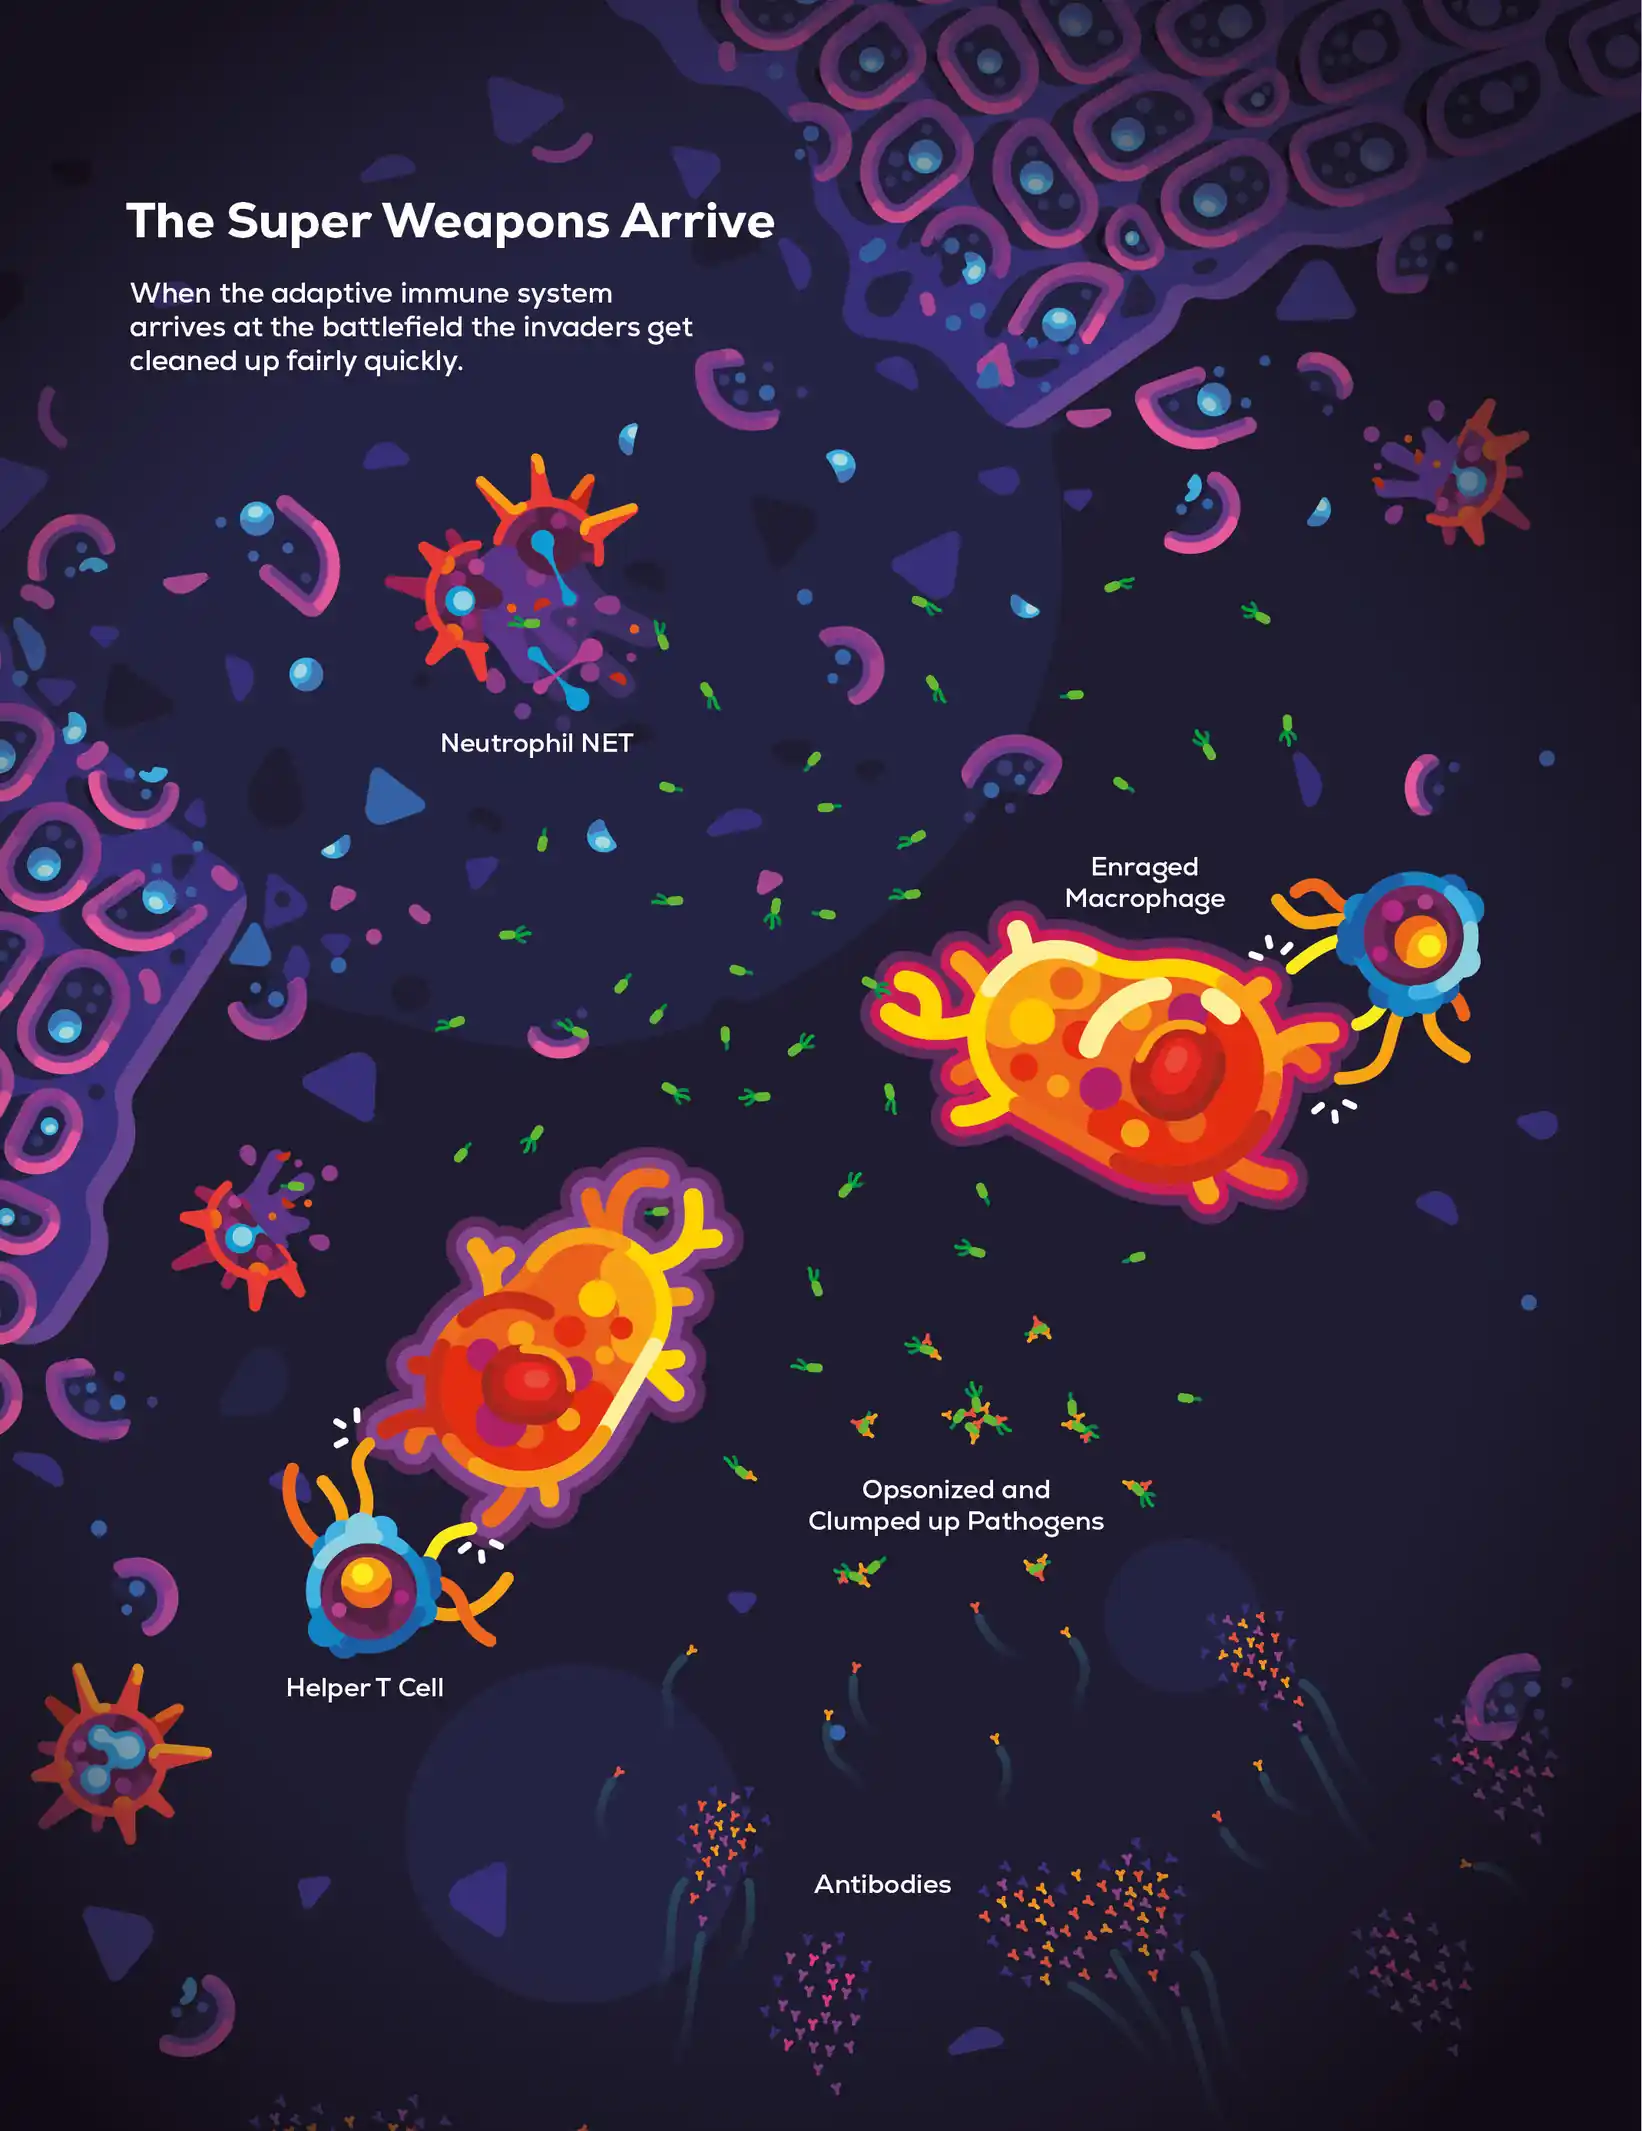 The Super Weapons Arrive
When the adaptive immune system
arrives at the battlefield the invaders get
cleaned up fairly quickly.
Neutrophil NET
Enraged
Macrophage
Opsonized and
Clumped up Pathogens
Helper T Cell
Antibodies